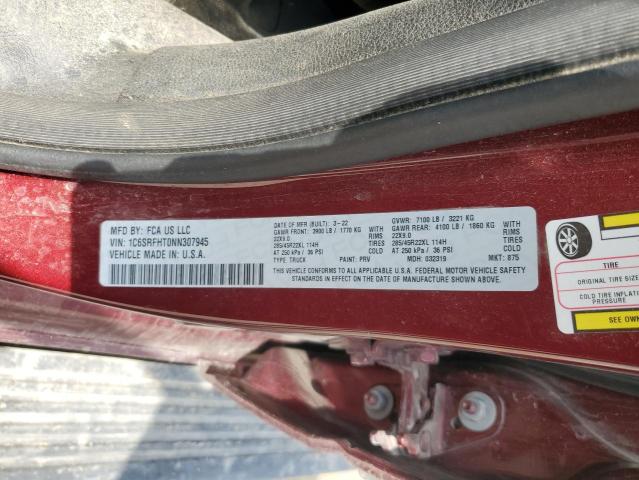 MFD BY: FCA US LLC
VIN: 1C6SRFHT0NN307945
VEHICLE MADE IN: U.S.A.
DATE OF MFR (BUILT): 3-22
GVWR: 7100 LB / 3221 KG
GAWR FRONT: 3900 LB / 1770 KG WITH
GAWR REAR: 4100 LB / 1860 KG WITH
22X9.0 RIMS
22X9.0 RIMS
285/45R22XL 114H TIRES
285/45R22XL 114H TIRES
AT 250 kPa / 36 PSI COLD
AT 250 kPa / 36 PSI COLD
TYPE: TRUCK PAINT: PRV MDH: 032319 MKT: 875
THIS VEHICLE CONFORMS TO ALL APPLICABLE U.S.A. FEDERAL MOTOR VEHICLE SAFETY
STANDARDS IN EFFECT ON THE DATE OF MANUFACTURE SHOWN ABOVE.
TIRE
ORIGINAL TIRE SIZE
COLD TIRE INFLAT
PRESSURE
SEE OWN